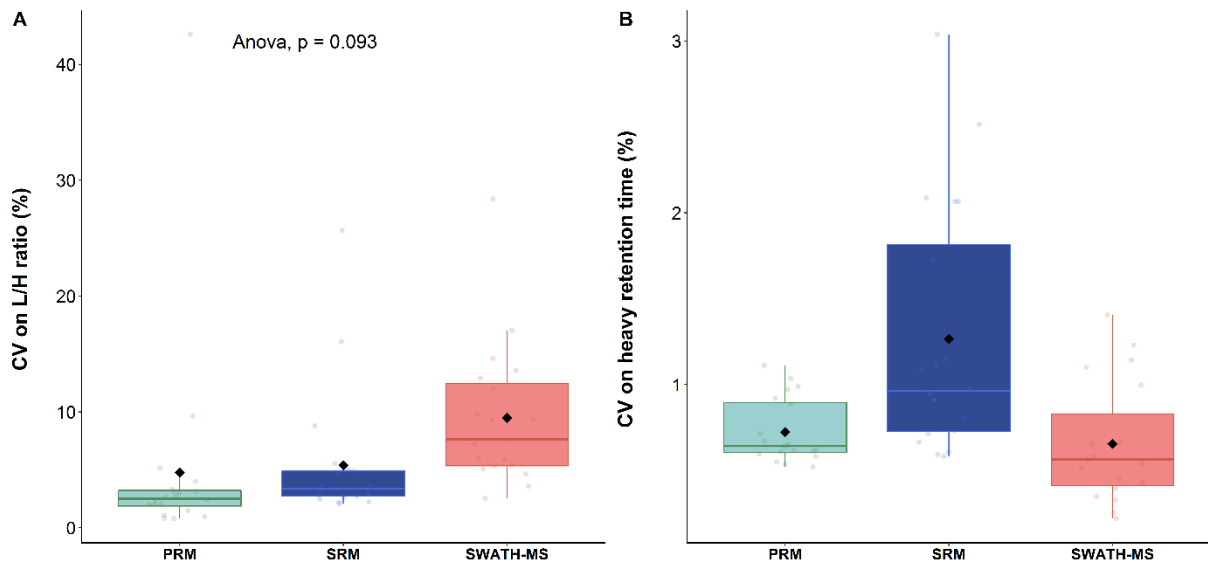 A
Anova, p = 0.093
CV on L/H ratio (%)
40
30
20
10
0
PRM SRM SWATH-MS
B
CV on heavy retention time (%)
3
2
1
PRM SRM SWATH-MS